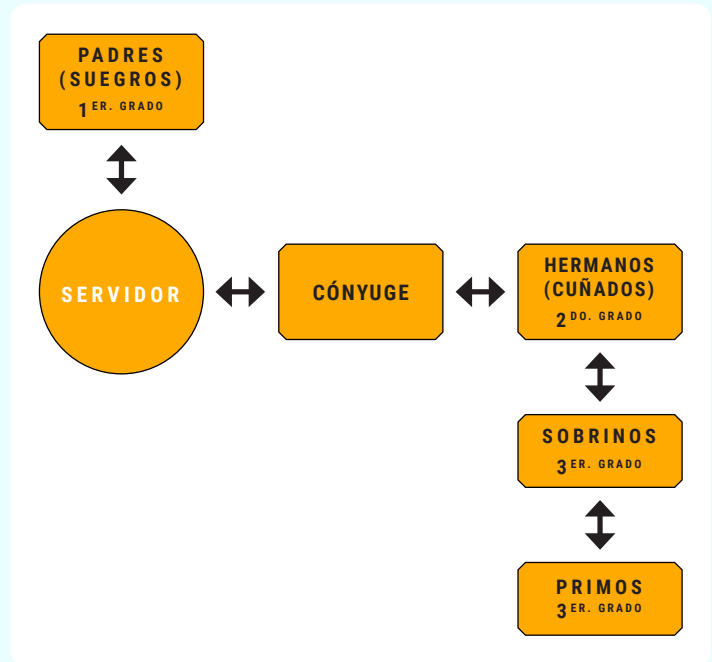 PADRES
(SUEGROS)
1ER. GRADO
SERVIDOR
CÓNYUGE
HERMANOS
(CUÑADOS)
2DO. GRADO
SOBRINOS
3ER. GRADO
PRIMOS
3ER. GRADO